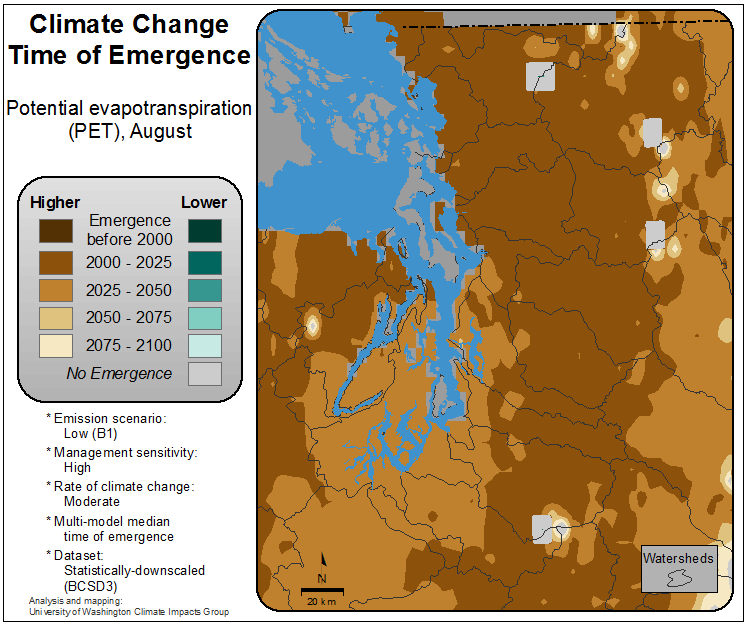 Climate Change
Time of Emergence
Potential evapotranspiration
(PET), August
Higher Lower
Emergence
before 2000
2000 - 2025
2025 - 2050
2050 - 2075
2075 - 2100
No Emergence
* Emission scenario:
Low (B1)
* Management sensitivity:
High
* Rate of climate change:
Moderate
* Multi-model median
time of emergence
* Dataset:
Statistically-downscaled
(BCSD3)
Analysis and mapping:
University of Washington Climate Impacts Group
N
20 km
Watersheds